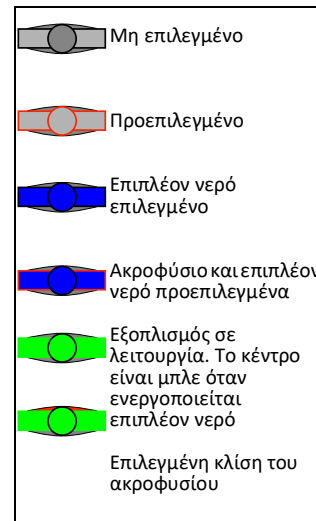 Μη επιλεγμένο
Προεπιλεγμένο
Επιπλέον νερό
επιλεγμένο
Ακροφύσιο και επιπλέον
νερό προεπιλεγμένα
Εξοπλισμός σε
λειτουργία. Το κέντρο
είναι μπλε όταν
ενεργοποιείται
επιπλέον νερό
Επιλεγμένη κλίση του
ακροφυσίου